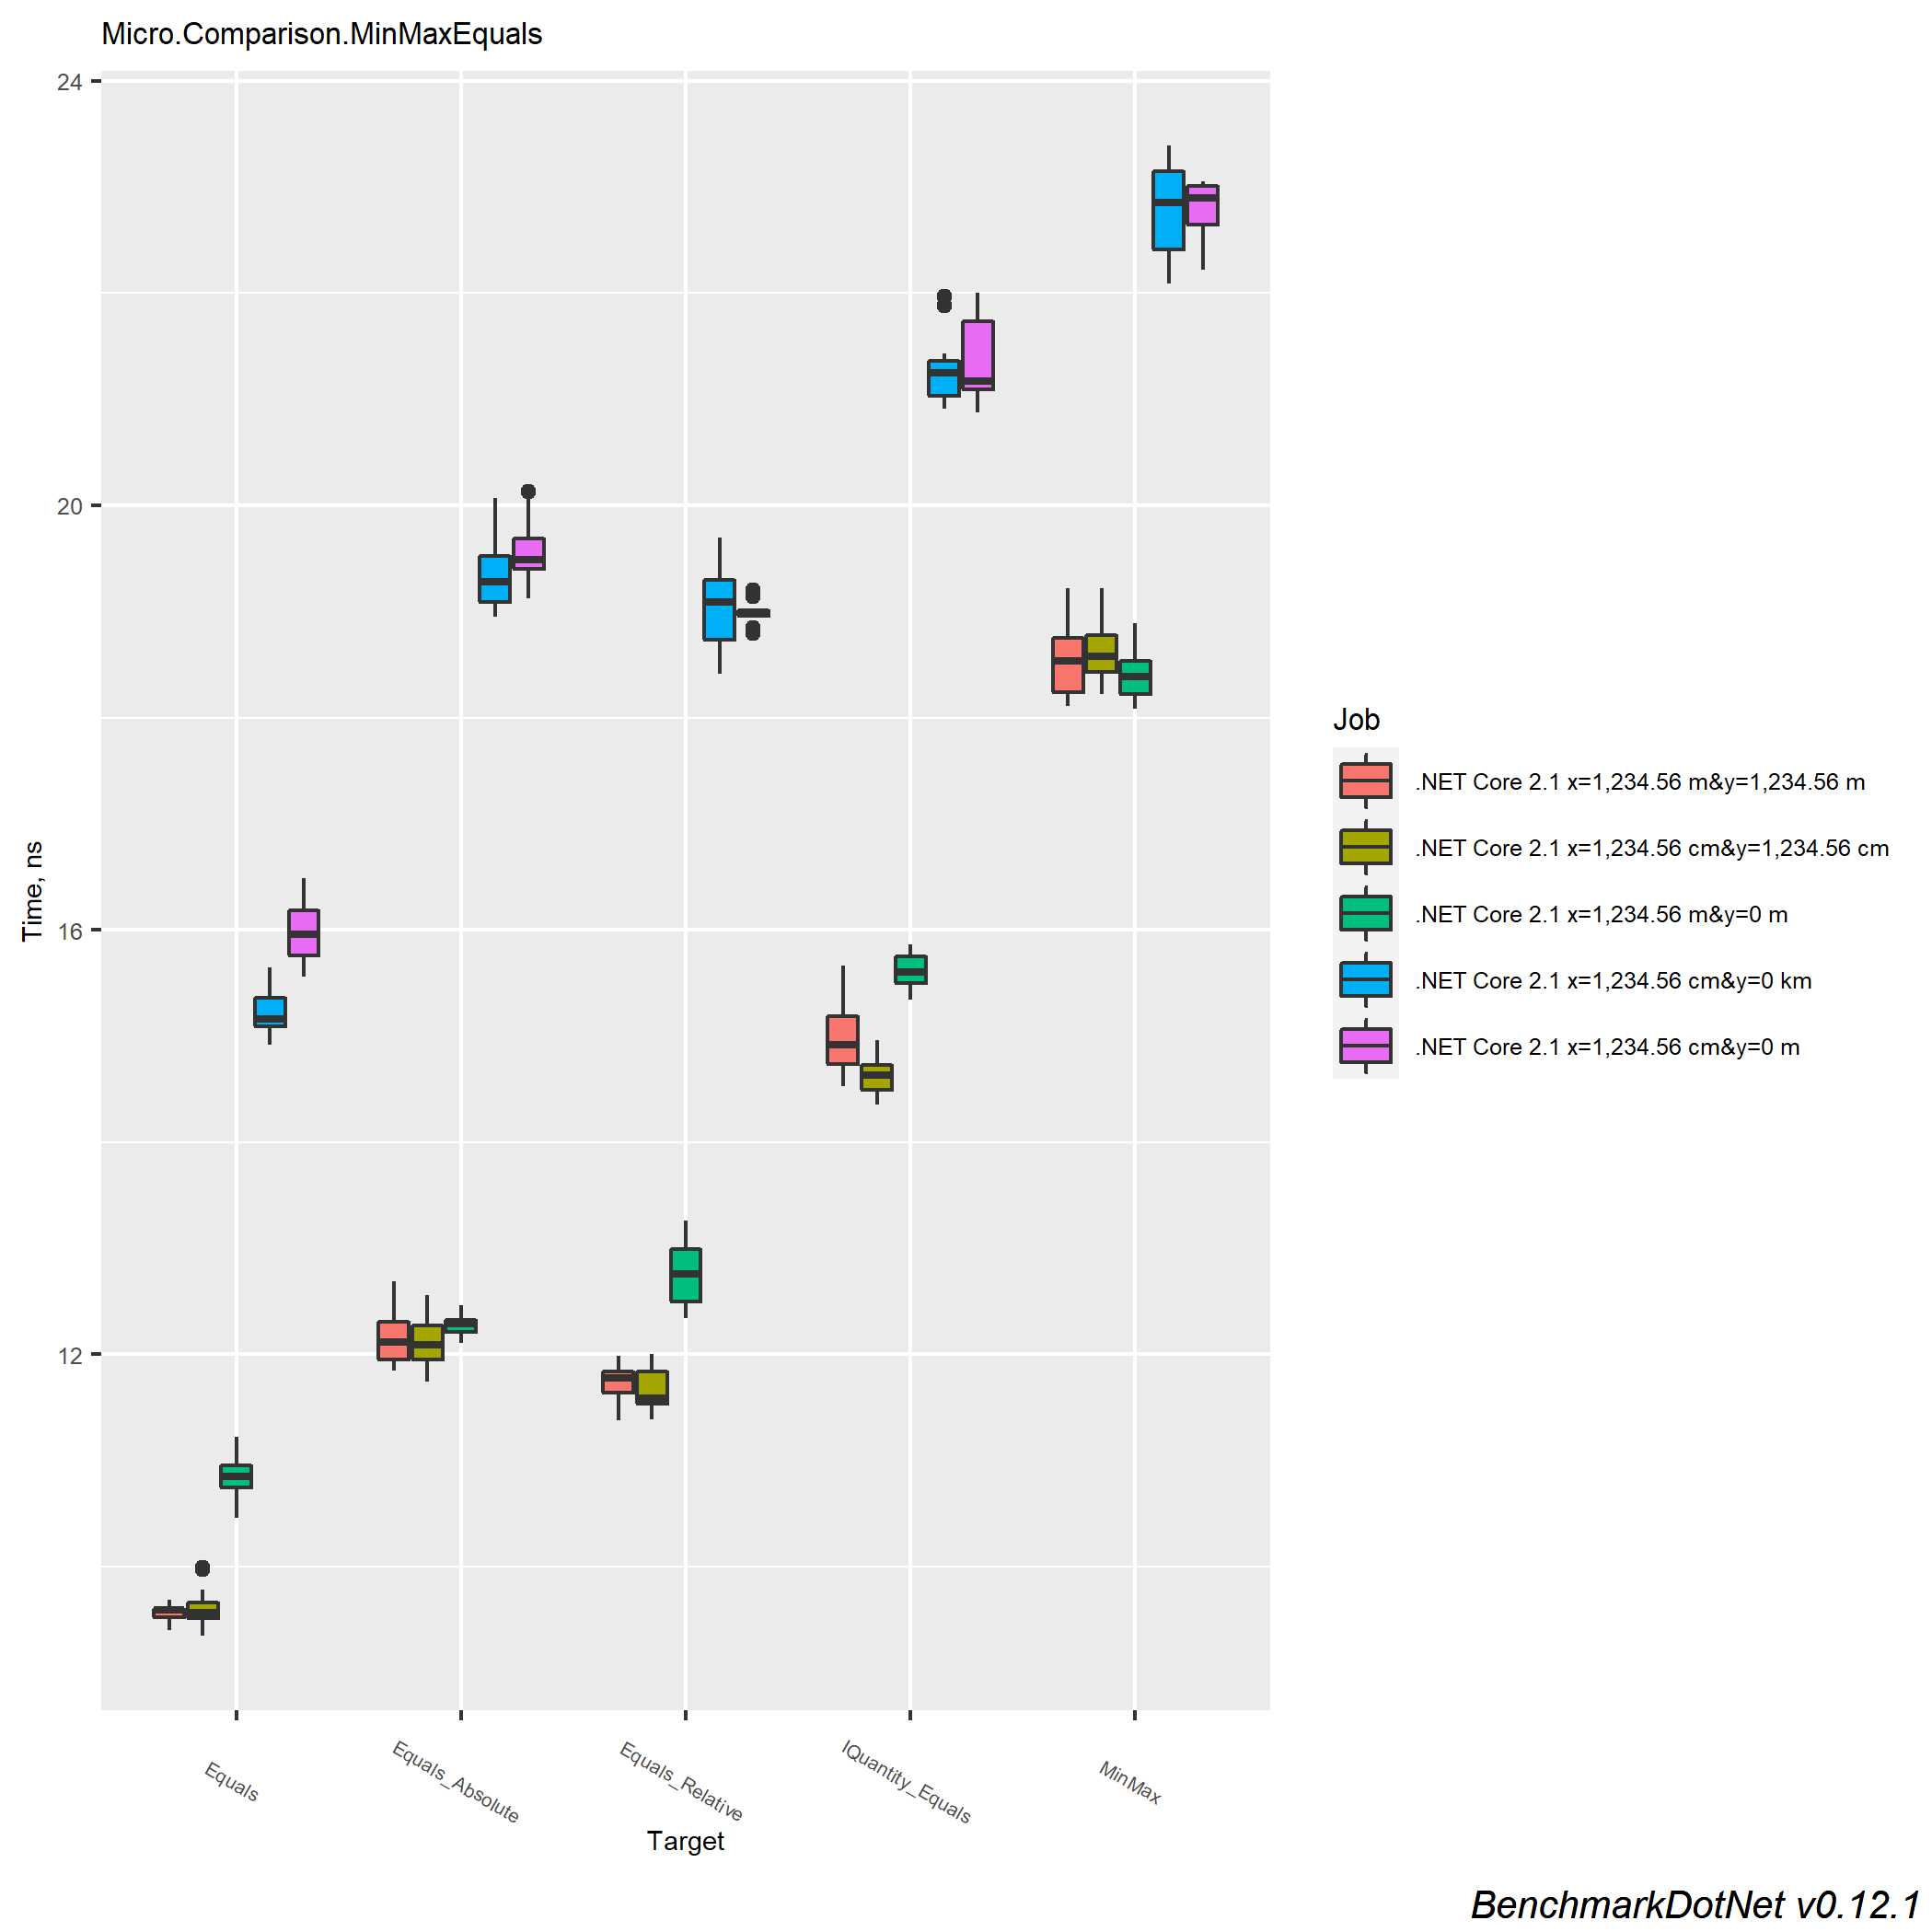 Micro.Comparison.MinMaxEquals
24
20
16
12
Time, ns
Equals
Equals_Absolute
Equals_Relative
IQuantity_Equals
MinMax
Target
Job
.NET Core 2.1 x=1,234.56 m&y=1,234.56 m
.NET Core 2.1 x=1,234.56 cm&y=1,234.56 cm
.NET Core 2.1 x=1,234.56 m&y=0 m
.NET Core 2.1 x=1,234.56 cm&y=0 km
.NET Core 2.1 x=1,234.56 cm&y=0 m
BenchmarkDotNet v0.12.1